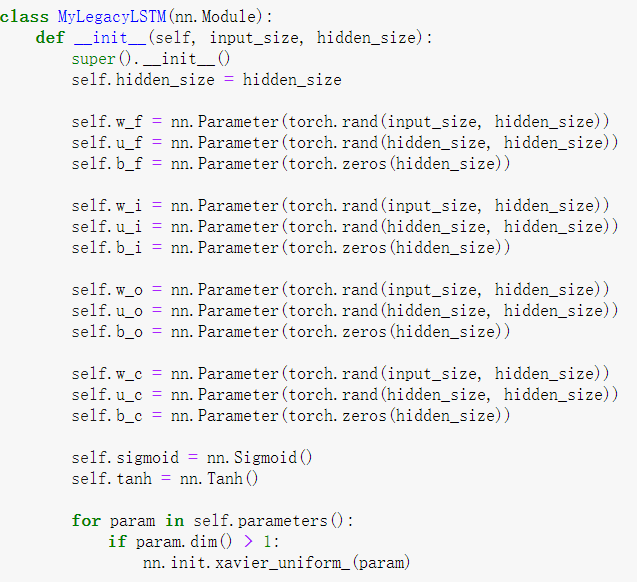 class MyLegacyLSTM(nn.Module):
    def __init__(self, input_size, hidden_size):
        super().__init__()
        self.hidden_size = hidden_size

        self.w_f = nn.Parameter(torch.rand(input_size, hidden_size))
        self.u_f = nn.Parameter(torch.rand(hidden_size, hidden_size))
        self.b_f = nn.Parameter(torch.zeros(hidden_size))

        self.w_i = nn.Parameter(torch.rand(input_size, hidden_size))
        self.u_i = nn.Parameter(torch.rand(hidden_size, hidden_size))
        self.b_i = nn.Parameter(torch.zeros(hidden_size))

        self.w_o = nn.Parameter(torch.rand(input_size, hidden_size))
        self.u_o = nn.Parameter(torch.rand(hidden_size, hidden_size))
        self.b_o = nn.Parameter(torch.zeros(hidden_size))

        self.w_c = nn.Parameter(torch.rand(input_size, hidden_size))
        self.u_c = nn.Parameter(torch.rand(hidden_size, hidden_size))
        self.b_c = nn.Parameter(torch.zeros(hidden_size))

        self.sigmoid = nn.Sigmoid()
        self.tanh = nn.Tanh()

        for param in self.parameters():
            if param.dim() > 1:
                nn.init.xavier_uniform_(param)